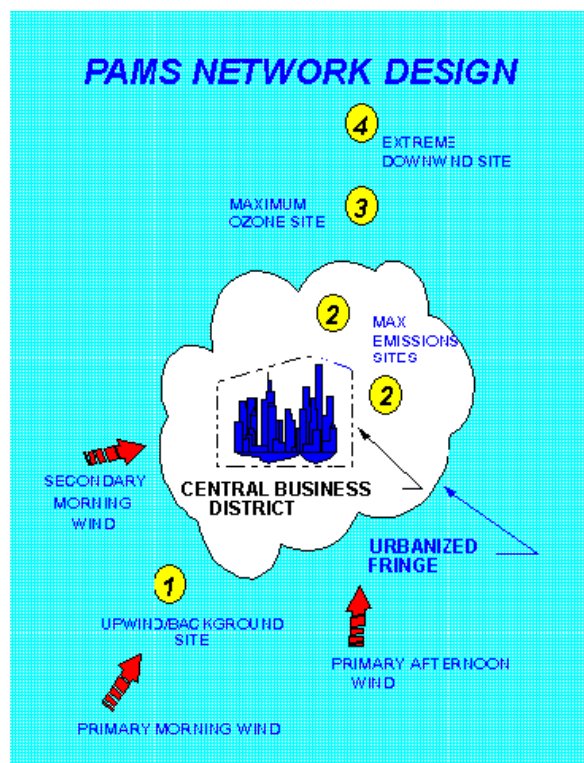 PAMS NETWORK DESIGN
4
EXTREME
DOWNWIND SITE
MAXIMUM
OZONE SITE
3
2
MAX
EMISSIONS
SITES
2
SECONDARY
MORNING
WIND
CENTRAL BUSINESS
DISTRICT
URBANIZED
FRINGE
1
UPWIND/BACKGROUND
SITE
PRIMARY AFTERNOON
WIND
PRIMARY MORNING WIND